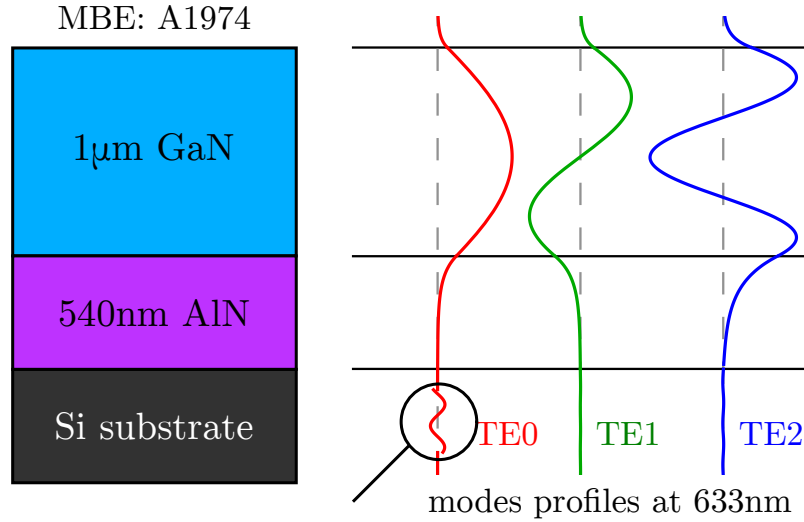 MBE: A1974
1μm GaN
540nm AlN
Si substrate
TE0
TE1
TE2
modes profiles at 633nm